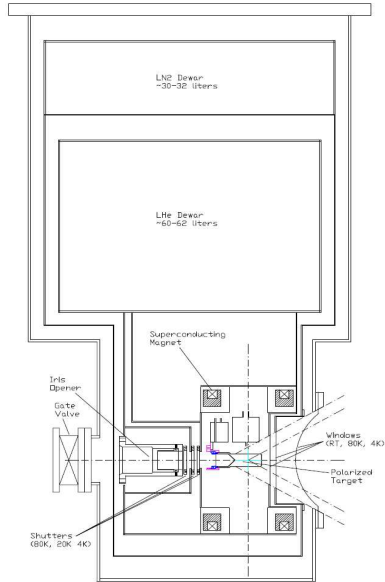 LN2 Dewar
~30-32 liters
LHe Dewar
~60-62 liters
Superconducting
Magnet
Iris
Opener
Gate
Valve
Windows
(RT, 80K, 4K)
Polarized
Target
Shutters
(80K, 20K 4K)